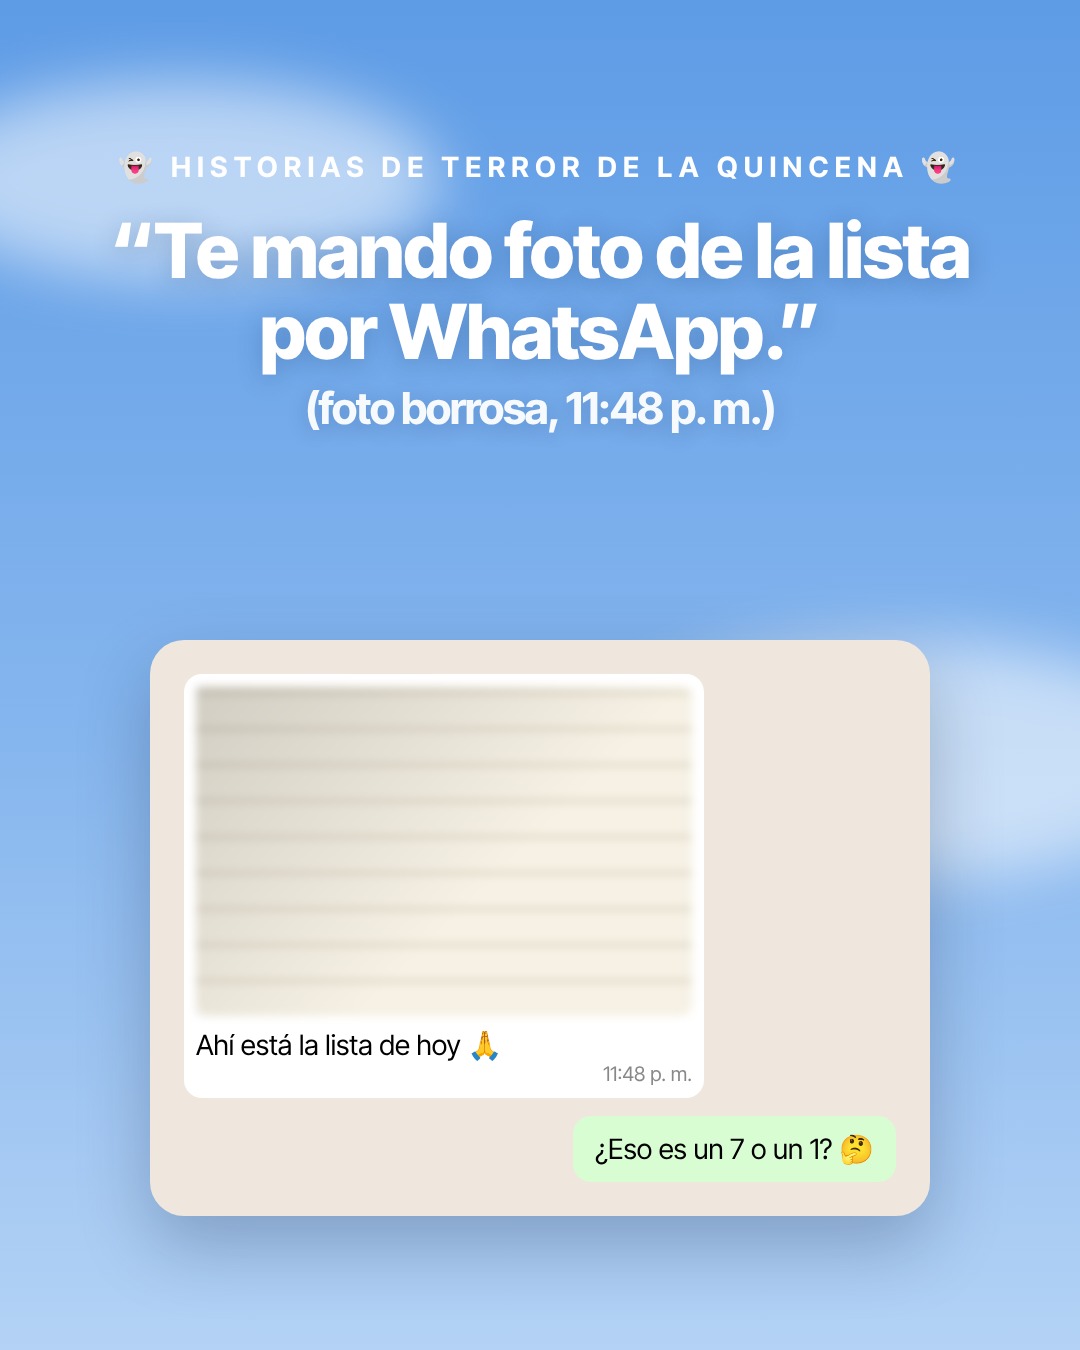 👻 HISTORIAS DE TERROR DE LA QUINCENA 👻
“Te mando foto de la lista
por WhatsApp.”
(foto borrosa, 11:48 p. m.)
Ahí está la lista de hoy 🙏
11:48 p. m.
¿Eso es un 7 o un 1? 🤔